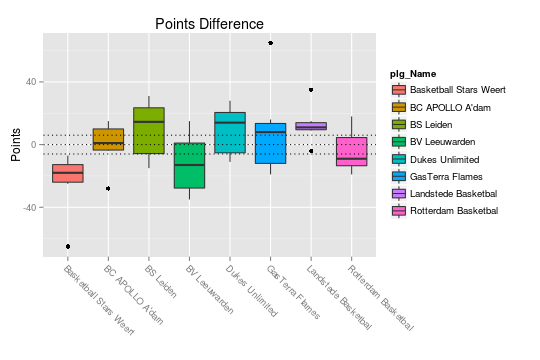 Points Difference
Points
40
0
-40
Basketball Stars Weert
BC APOLLO A'dam
BS Leiden
BV Leeuwarden
Dukes Unlimited
GasTerra Flames
Landstede Basketbal
Rotterdam Basketbal
plg_Name
Basketball Stars Weert
BC APOLLO A'dam
BS Leiden
BV Leeuwarden
Dukes Unlimited
GasTerra Flames
Landstede Basketbal
Rotterdam Basketbal